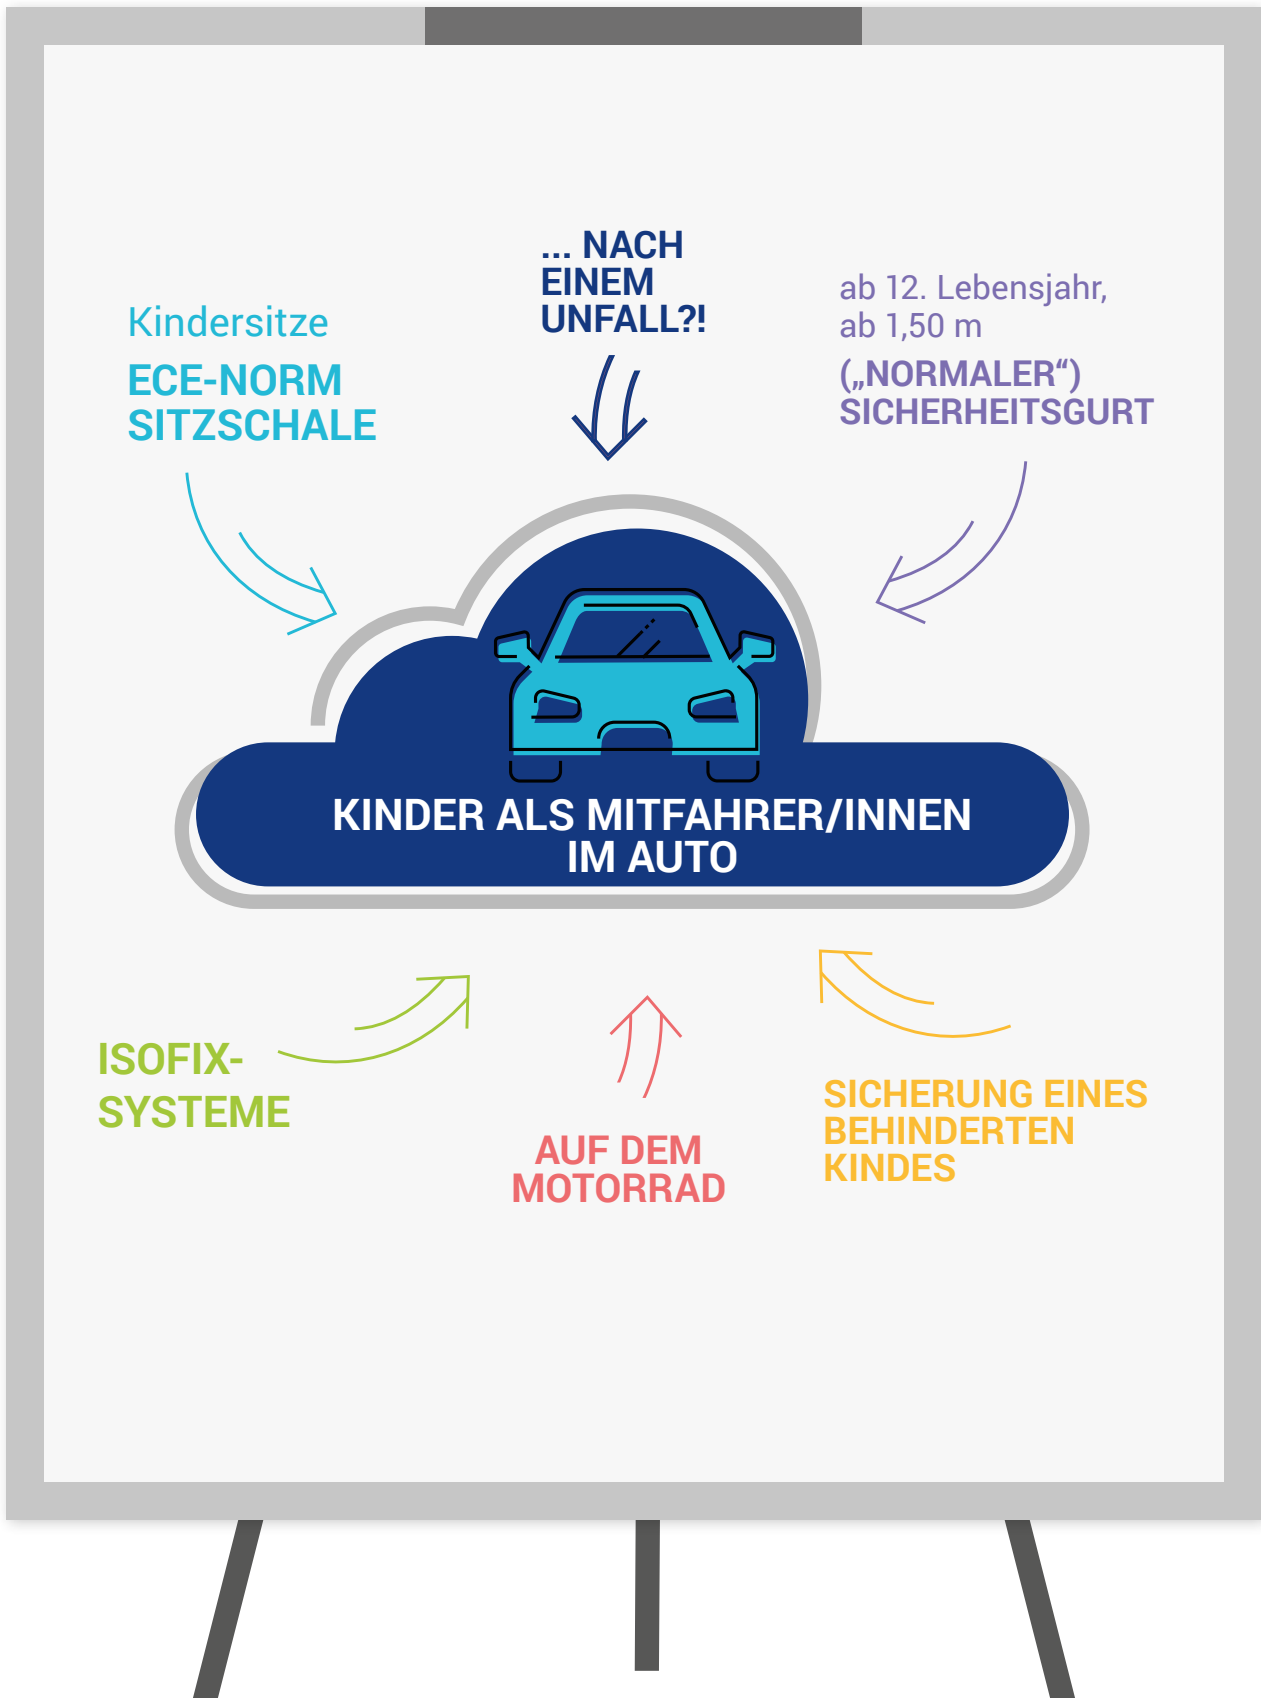 ... NACH
EINEM
UNFALL?!
Kindersitze
ECE-NORM
SITZSCHALE
ab 12. Lebensjahr,
ab 1,50 m
(„NORMALER“)
SICHERHEITSGURT
KINDER ALS MITFAHRER/INNEN
IM AUTO
ISOFIX-
SYSTEME
AUF DEM
MOTORRAD
SICHERUNG EINES
BEHINDERTEN
KINDES